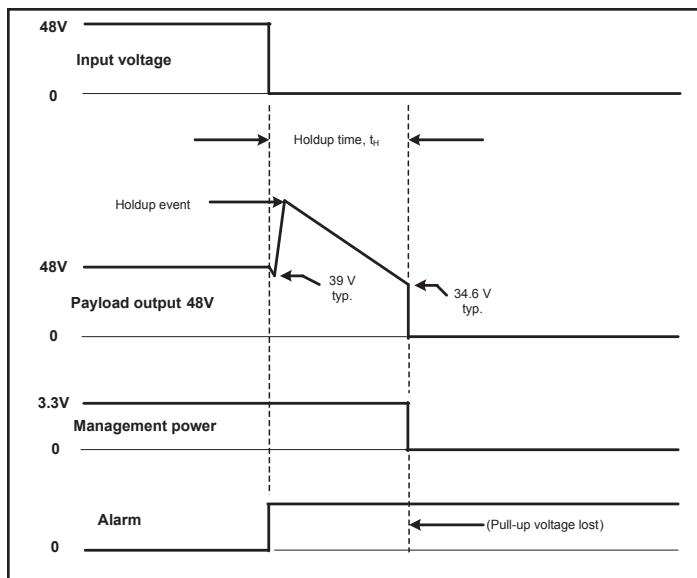 48V
Input voltage
0
Holdup time, tH
Holdup event
48V
39 V
typ.
34.6 V
typ.
Payload output 48V
0
3.3V
Management power
0
Alarm
(Pull-up voltage lost)
0